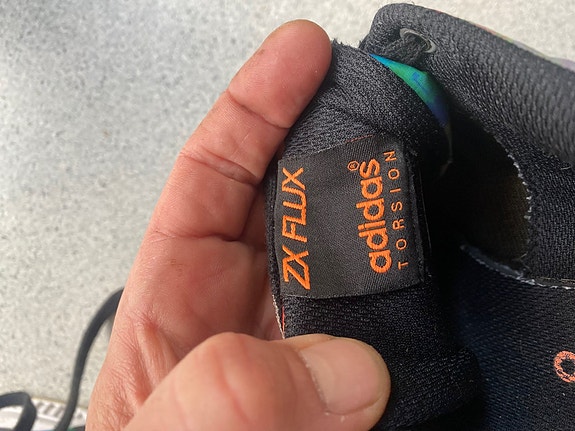 ZX FLUX
adidas®
TORSION